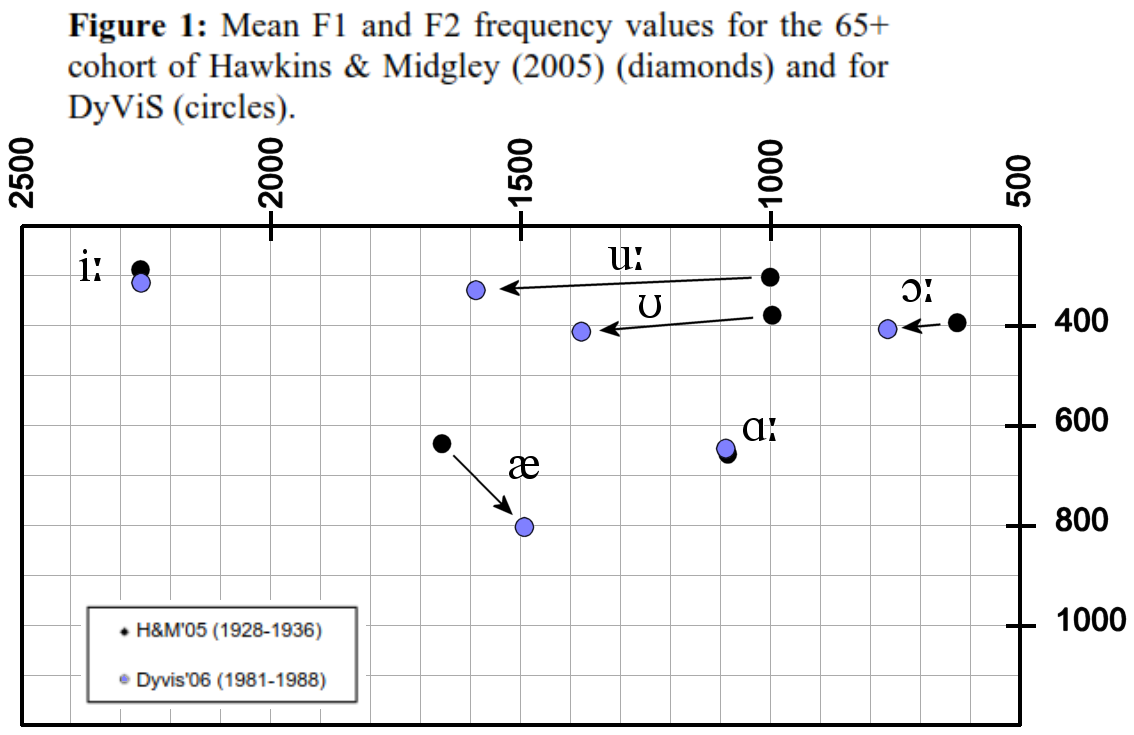 Figure 1: Mean F1 and F2 frequency values for the 65+
cohort of Hawkins & Midgley (2005) (diamonds) and for
DyViS (circles).
2500 2000 1500 1000 500
iː uː ɔː
ʊ
400
600
ɑː
æ
800
1000
H&M'05 (1928-1936)
Dyvis'06 (1981-1988)